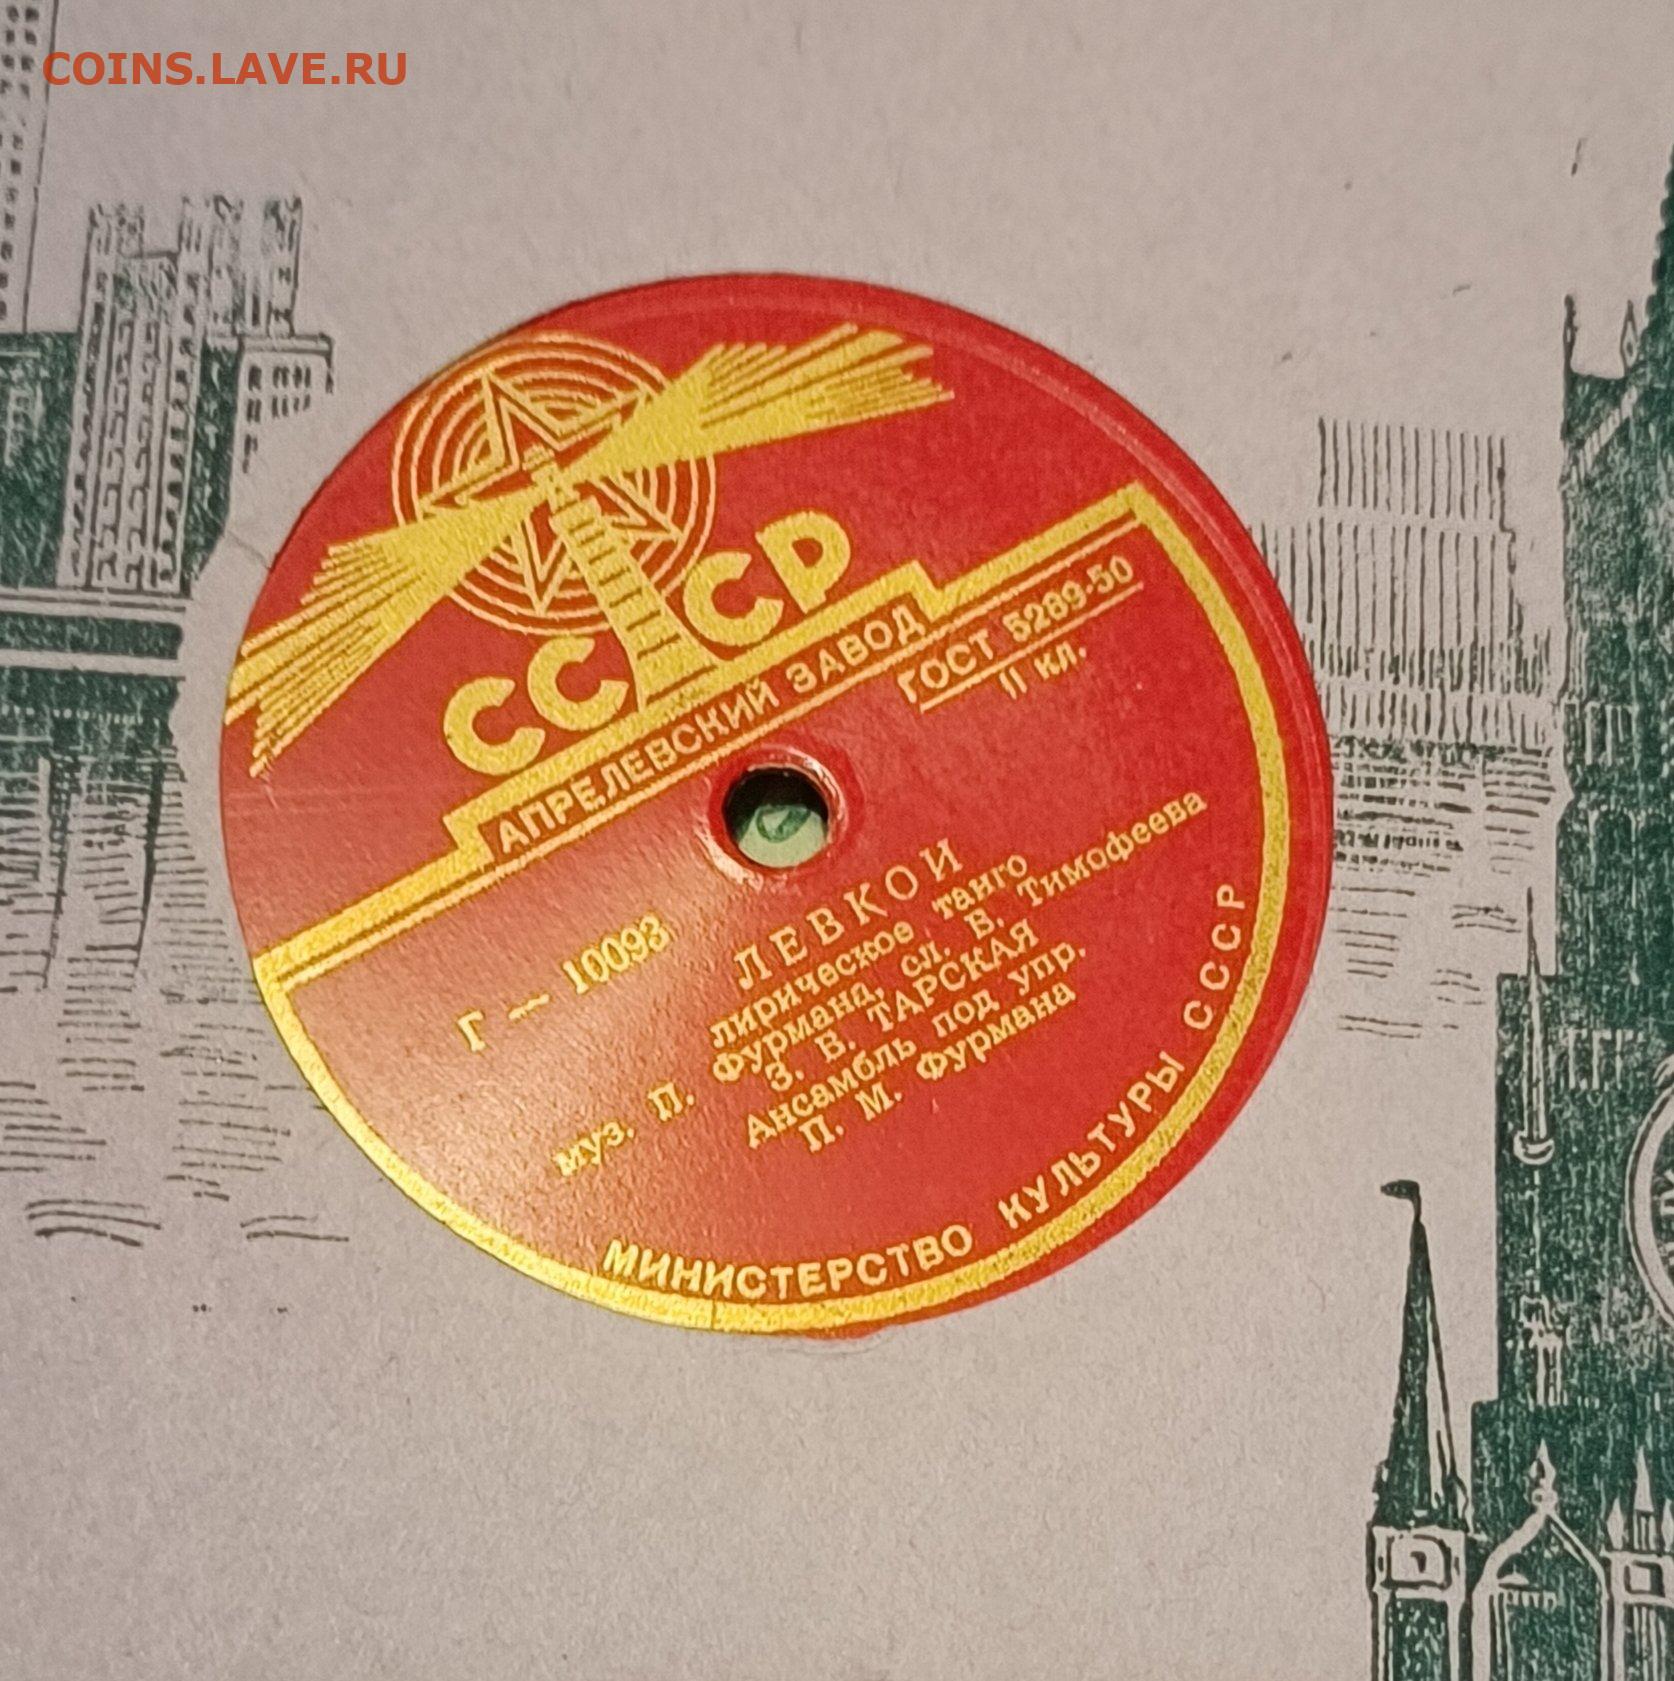 COINS.LAVE.RU
СССР
АПРЕЛЕВСКИЙ ЗАВОД
ГОСТ 5289-50
II кл.
Г — 10093
ЛЕВКОИ
лирическое танго
муз. П. Фурмана, сл. В. Тимофеева
З. В. ТАРСКАЯ
Ансамбль под упр.
П. М. Фурмана
МИНИСТЕРСТВО КУЛЬТУРЫ СССР